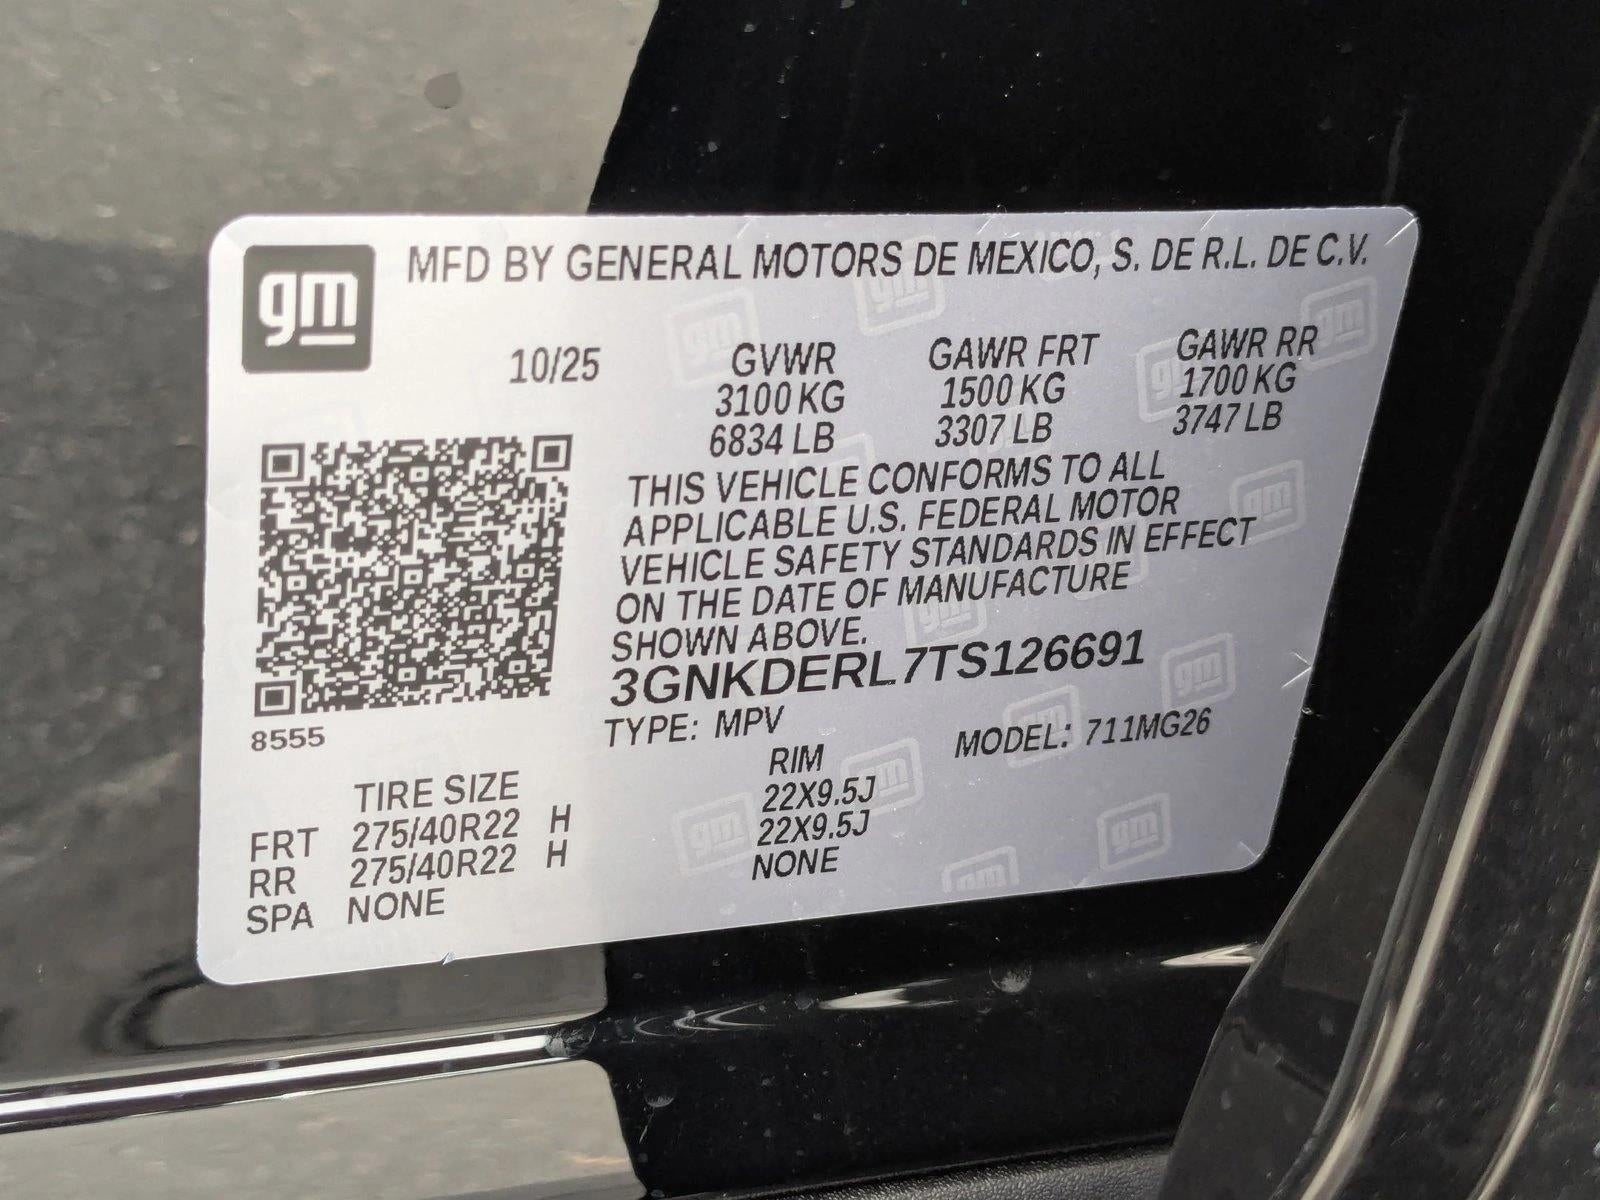 gm
MFD BY GENERAL MOTORS DE MEXICO, S. DE R.L. DE C.V.
10/25 GVWR GAWR FRT GAWR RR
3100 KG 1500 KG 1700 KG
6834 LB 3307 LB 3747 LB
THIS VEHICLE CONFORMS TO ALL
APPLICABLE U.S. FEDERAL MOTOR
VEHICLE SAFETY STANDARDS IN EFFECT
ON THE DATE OF MANUFACTURE
SHOWN ABOVE.
3GNKDERL7TS126691
TYPE: MPV MODEL: 711MG26
8555
TIRE SIZE RIM
FRT 275/40R22 H 22X9.5J
RR 275/40R22 H 22X9.5J
SPA NONE NONE